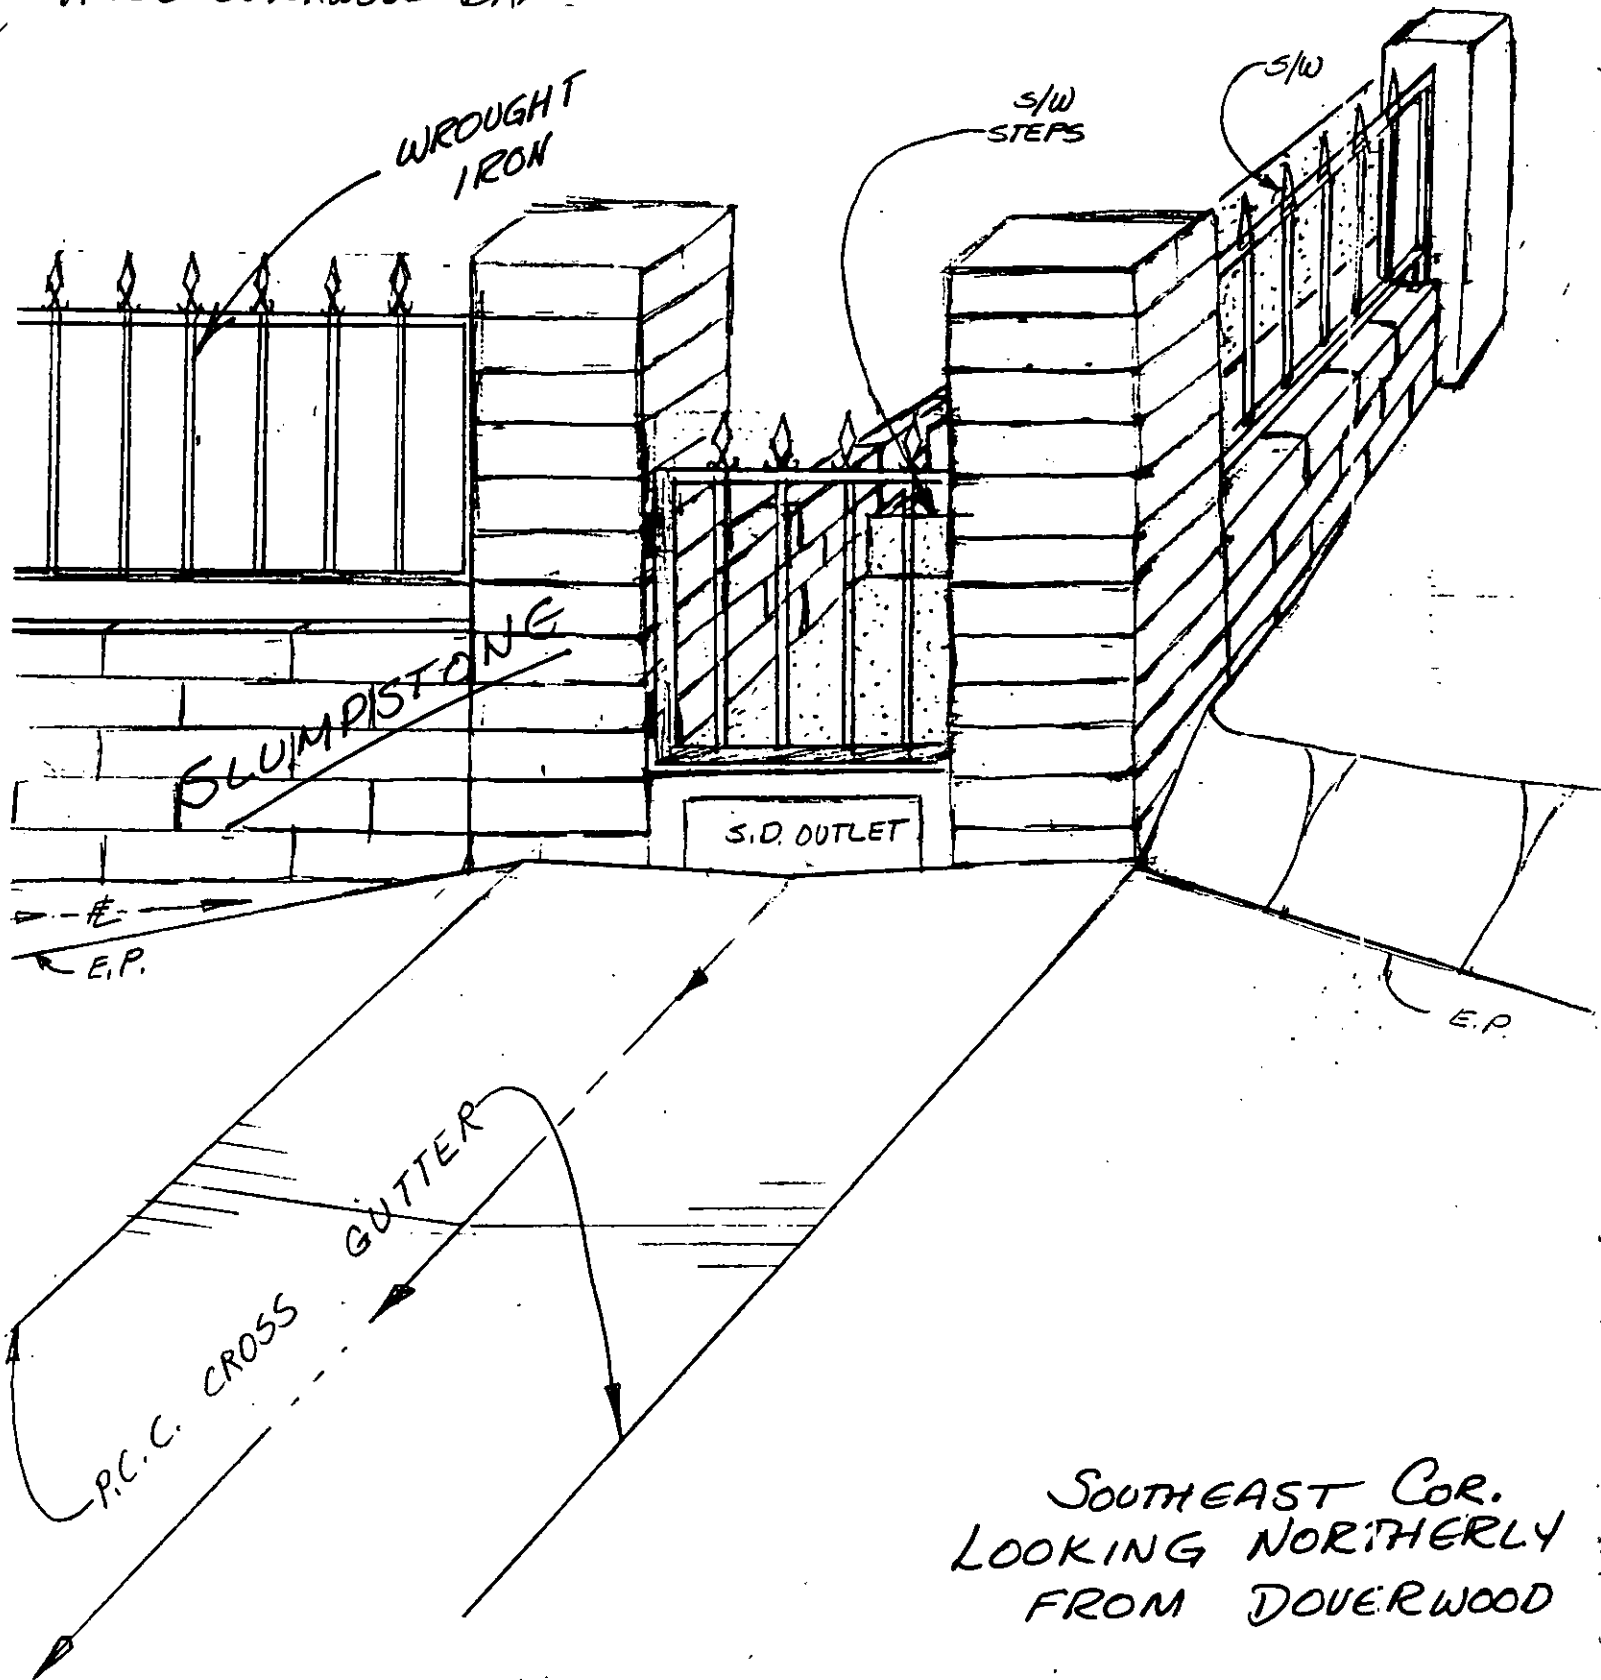 WROUGHT
IRON
S/W
STEPS
S/W
SLUMPSTONE
S.D. OUTLET
E.P.
E.P.
P.C.C. CROSS GUTTER
SOUTHEAST COR.
LOOKING NORTHERLY
FROM DOVERWOOD